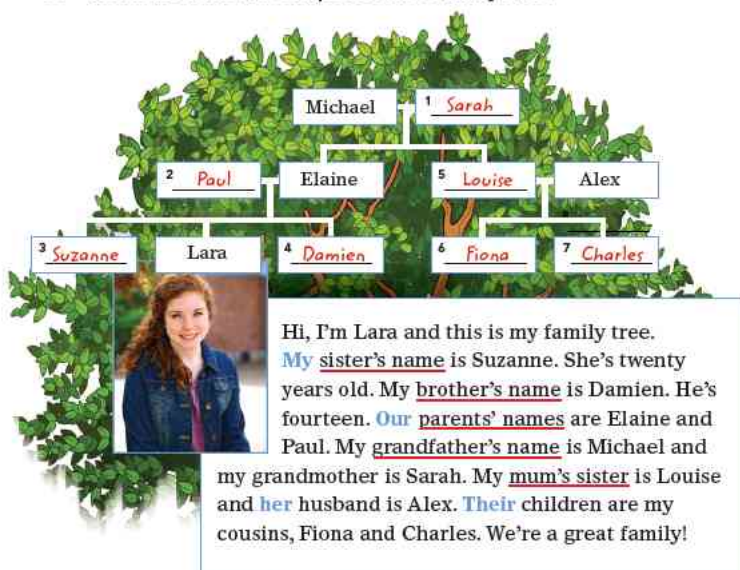 Michael
1 Sarah
2 Paul
Elaine
5 Louise
Alex
3 Suzanne
Lara
4 Damien
6 Fiona
7 Charles
Hi, I'm Lara and this is my family tree.
My sister's name is Suzanne. She's twenty
years old. My brother's name is Damien. He's
fourteen. Our parents' names are Elaine and
Paul. My grandfather's name is Michael and
my grandmother is Sarah. My mum's sister is Louise
and her husband is Alex. Their children are my
cousins, Fiona and Charles. We're a great family!